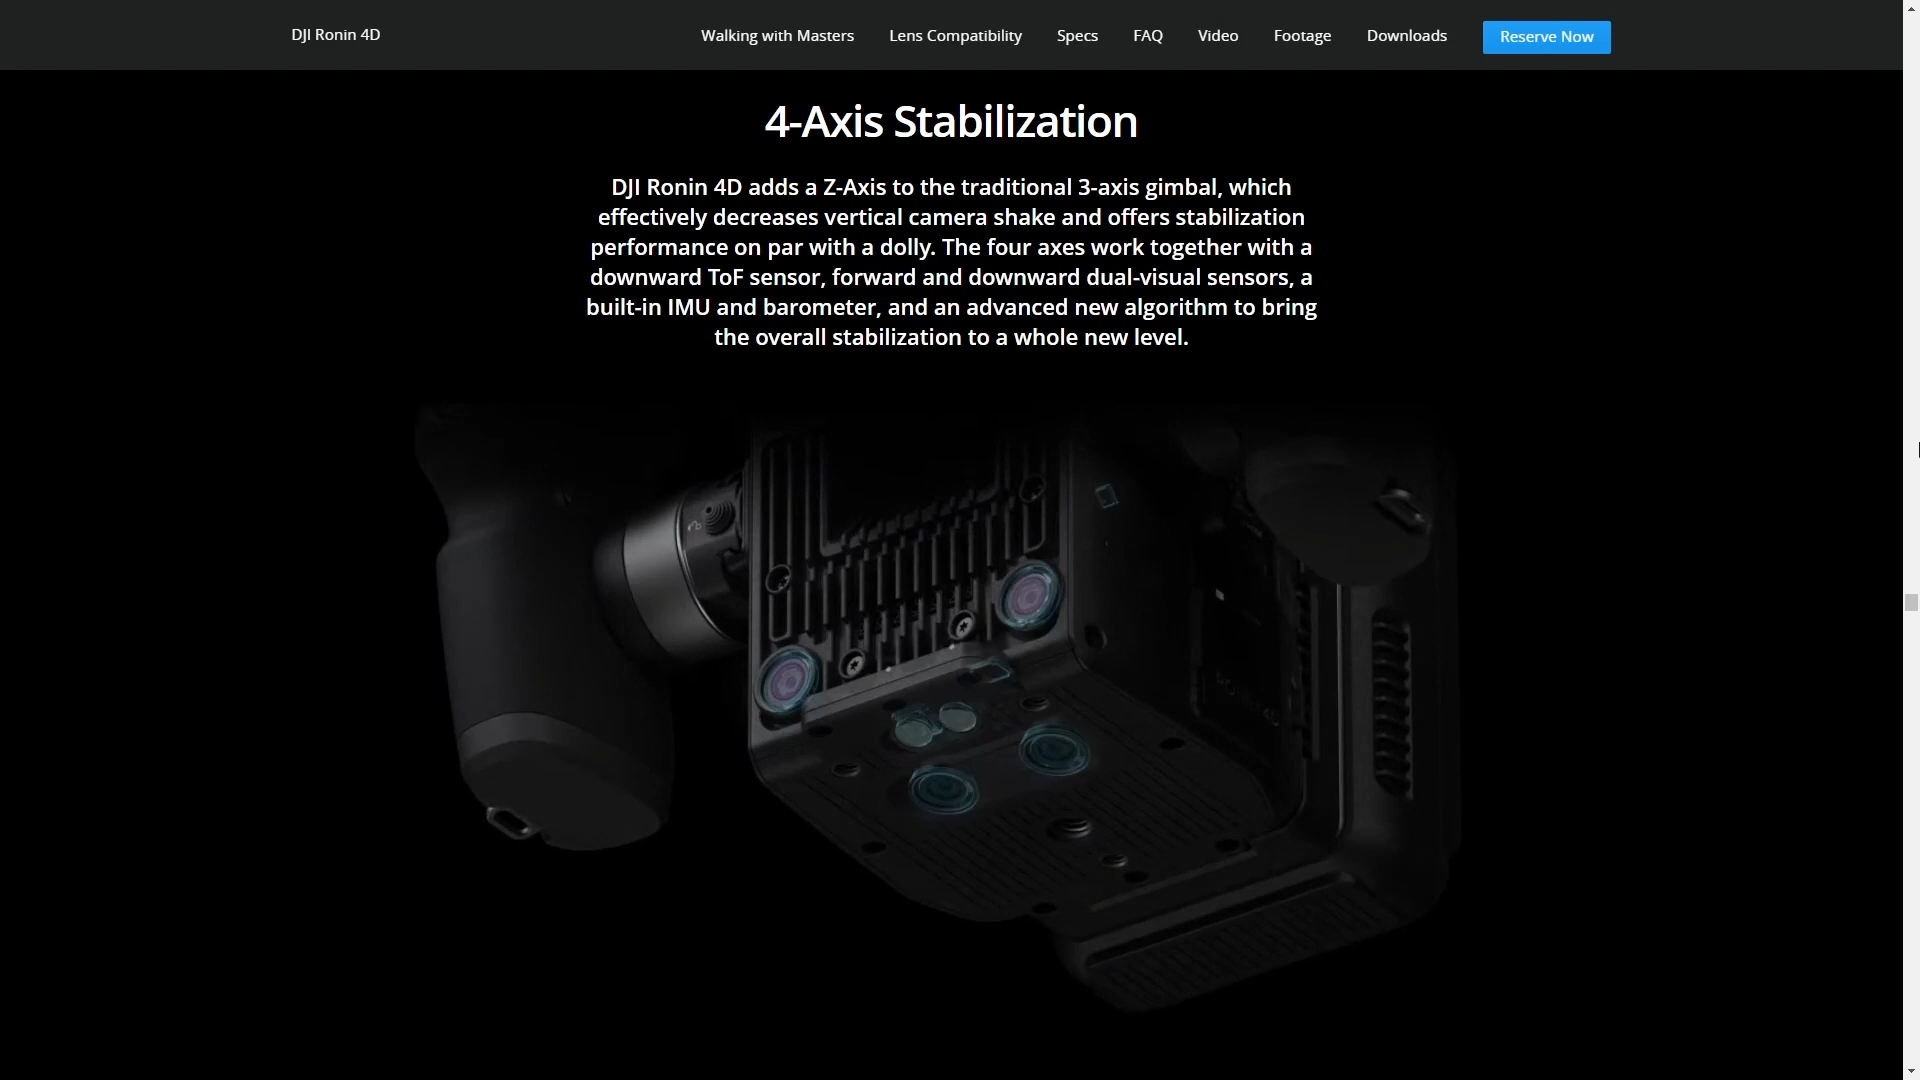 DJI Ronin 4D
Walking with Masters
Lens Compatibility
Specs
FAQ
Video
Footage
Downloads
Reserve Now
4-Axis Stabilization
DJI Ronin 4D adds a Z-Axis to the traditional 3-axis gimbal, which
effectively decreases vertical camera shake and offers stabilization
performance on par with a dolly. The four axes work together with a
downward ToF sensor, forward and downward dual-visual sensors, a
built-in IMU and barometer, and an advanced new algorithm to bring
the overall stabilization to a whole new level.